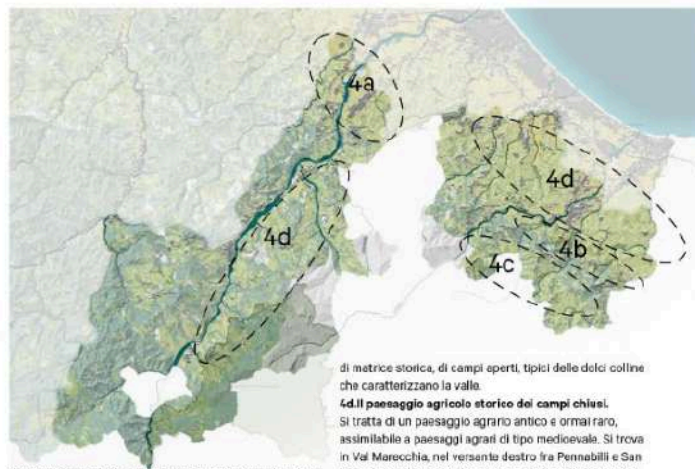 4a
4d
4d
4b
4c
di matrice storica, di campi aperti, tipici delle dolci colline
che caratterizzano la valle.
4d.Il paesaggio agricolo storico dei campi chiusi.
Si tratta di un paesaggio agrario antico e ormai raro,
assimilabile a paesaggi agrari di tipo medioevale. Si trova
in Val Marecchia, nel versante destro fra Pennabilli e San